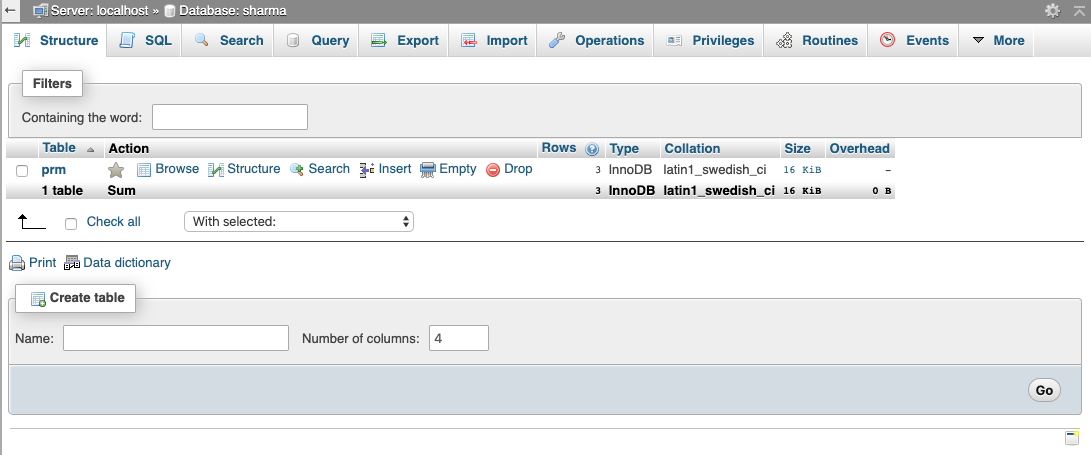 Server: localhost » Database: sharma
Structure SQL Search Query Export Import Operations Privileges Routines Events More
Filters
Containing the word:
Table Action Rows Type Collation Size Overhead
prm Browse Structure Search Insert Empty Drop 3 InnoDB latin1_swedish_ci 16 KiB –
1 table Sum 3 InnoDB latin1_swedish_ci 16 KiB 0 B
Check all With selected:
Print Data dictionary
Create table
Name: Number of columns: 4
Go